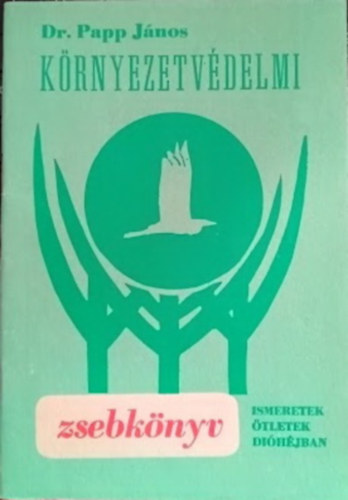 Dr. Papp János
KÖRNYEZETVÉDELMI
zsebkönyv
ISMERETEK
ÖTLETEK
DIÓHÉJBAN